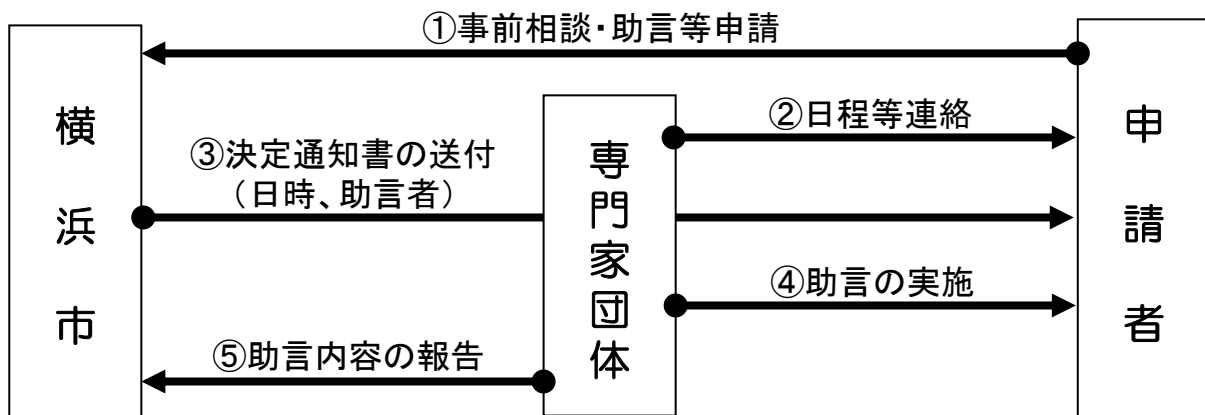 ①事前相談・助言等申請
横浜市
専門家団体
申請者
②日程等連絡
③決定通知書の送付
（日時、助言者）
④助言の実施
⑤助言内容の報告